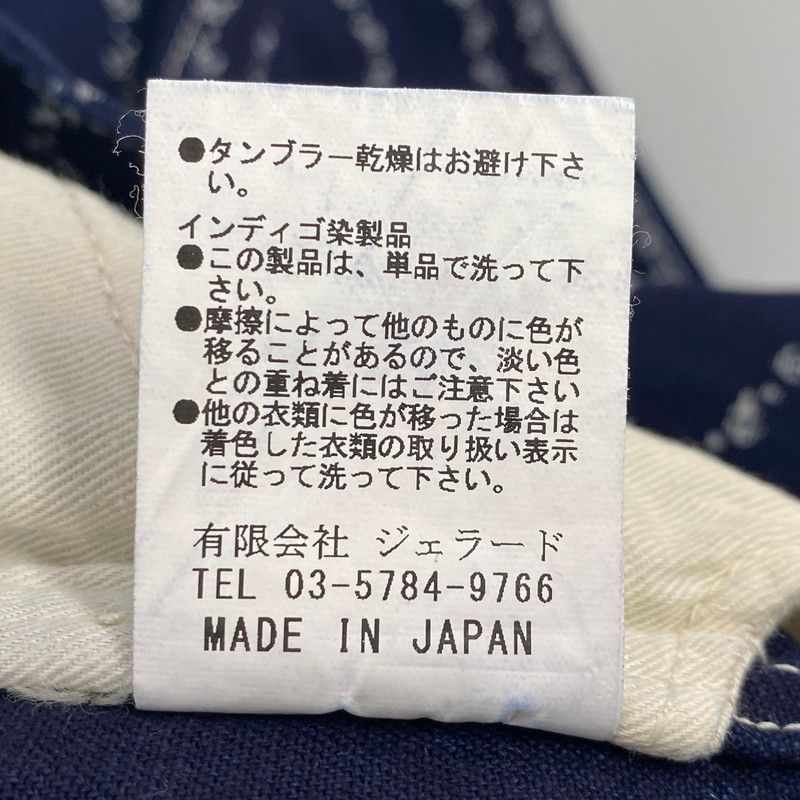 ●タンブラー乾燥はお避け下さ
い。
インディゴ染製品
●この製品は、単品で洗って下
さい。
●摩擦によって他のものに色が
移ることがあるので、淡い色
との重ね着にはご注意下さい
●他の衣類に色が移った場合は
着色した衣類の取り扱い表示
に従って洗って下さい。
有限会社 ジェラード
TEL 03-5784-9766
MADE IN JAPAN